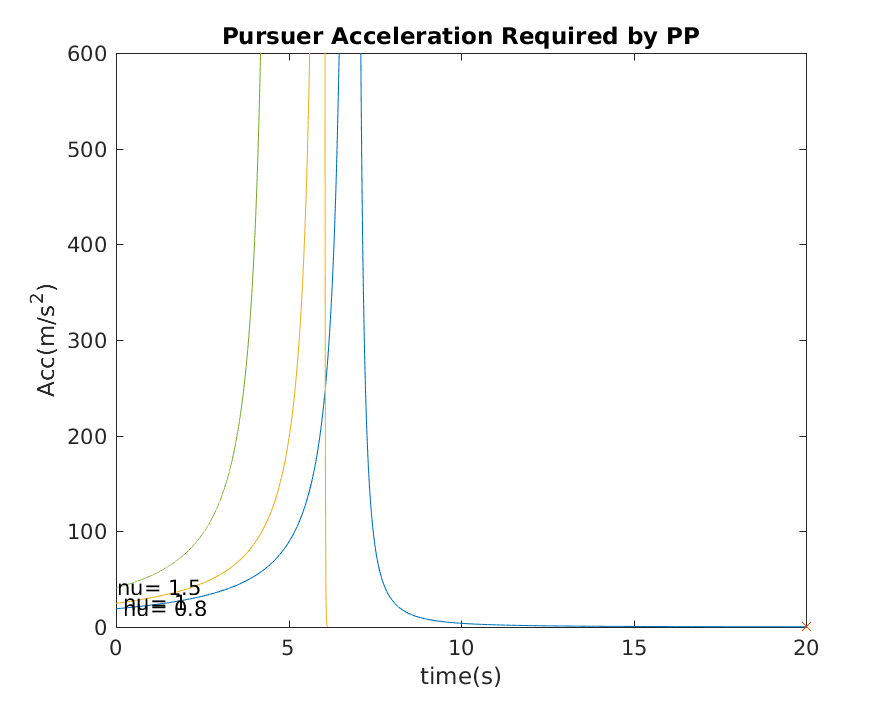 Pursuer Acceleration Required by PP
600
500
400
300
200
100
0
Acc(m/s²)
nu= 1.5
nu= 1
nu= 0.8
0
5
10
15
20
time(s)